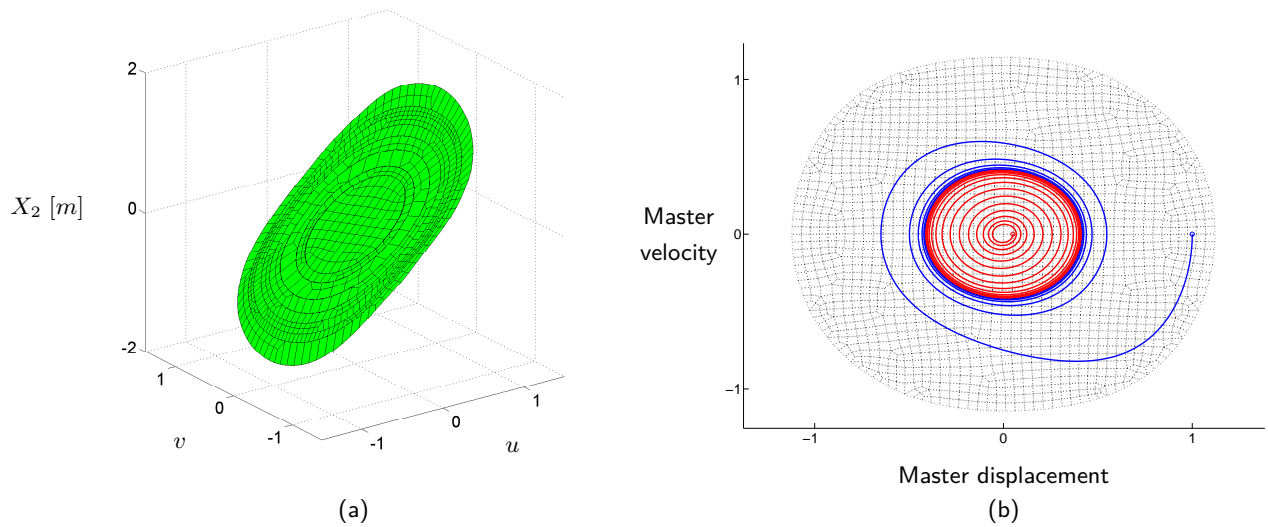 2
0
-2
X₂ [m]
1
0
-1
v
-1
0
1
u
(a)
1
0
−1
Master
velocity
−1
0
1
Master displacement
(b)